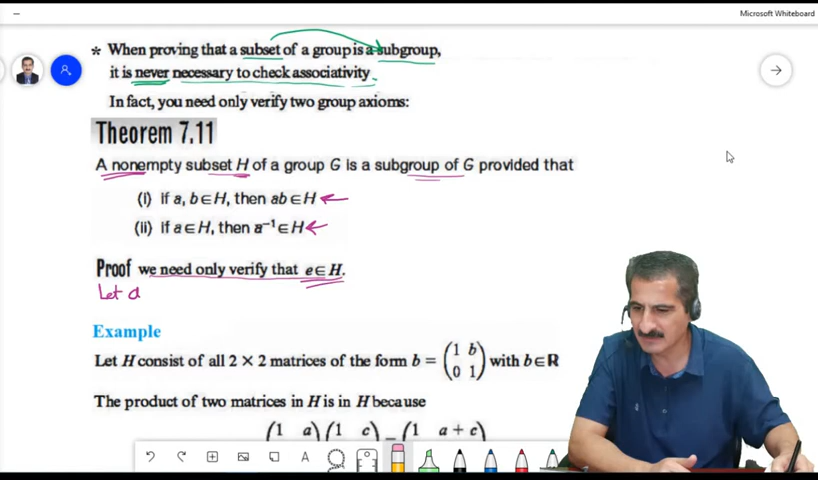 Microsoft Whiteboard
* When proving that a subset of a group is a subgroup,
it is never necessary to check associativity.
In fact, you need only verify two group axioms:
Theorem 7.11
A nonempty subset H of a group G is a subgroup of G provided that
(i) if a, b∈H, then ab∈H
(ii) if a∈H, then a⁻¹∈H
Proof we need only verify that e∈H.
Let a
Example
Let H consist of all 2 × 2 matrices of the form b = (1 b
0 1) with b∈R
The product of two matrices in H is in H because
(1 a)(1 c) = (1 a + c)